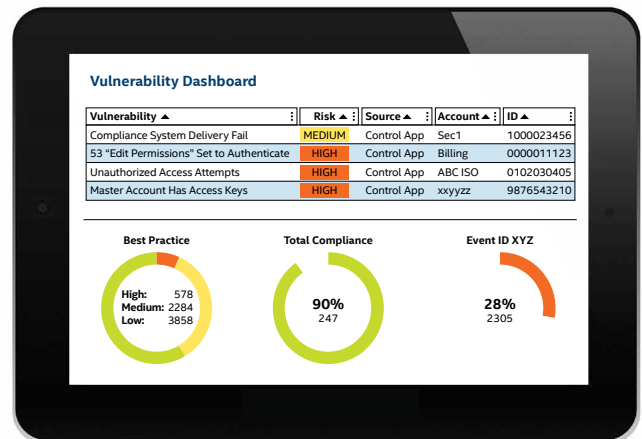 Vulnerability Dashboard
Vulnerability Risk Source Account ID
Compliance System Delivery Fail MEDIUM Control App Sec1 1000023456
53 “Edit Permissions” Set to Authenticate HIGH Control App Billing 0000011123
Unauthorized Access Attempts HIGH Control App ABC ISO 0102030405
Master Account Has Access Keys HIGH Control App xxyyzz 9876543210
Best Practice Total Compliance Event ID XYZ
High: 578
Medium: 2284
Low: 3858
90%
247
28%
2305